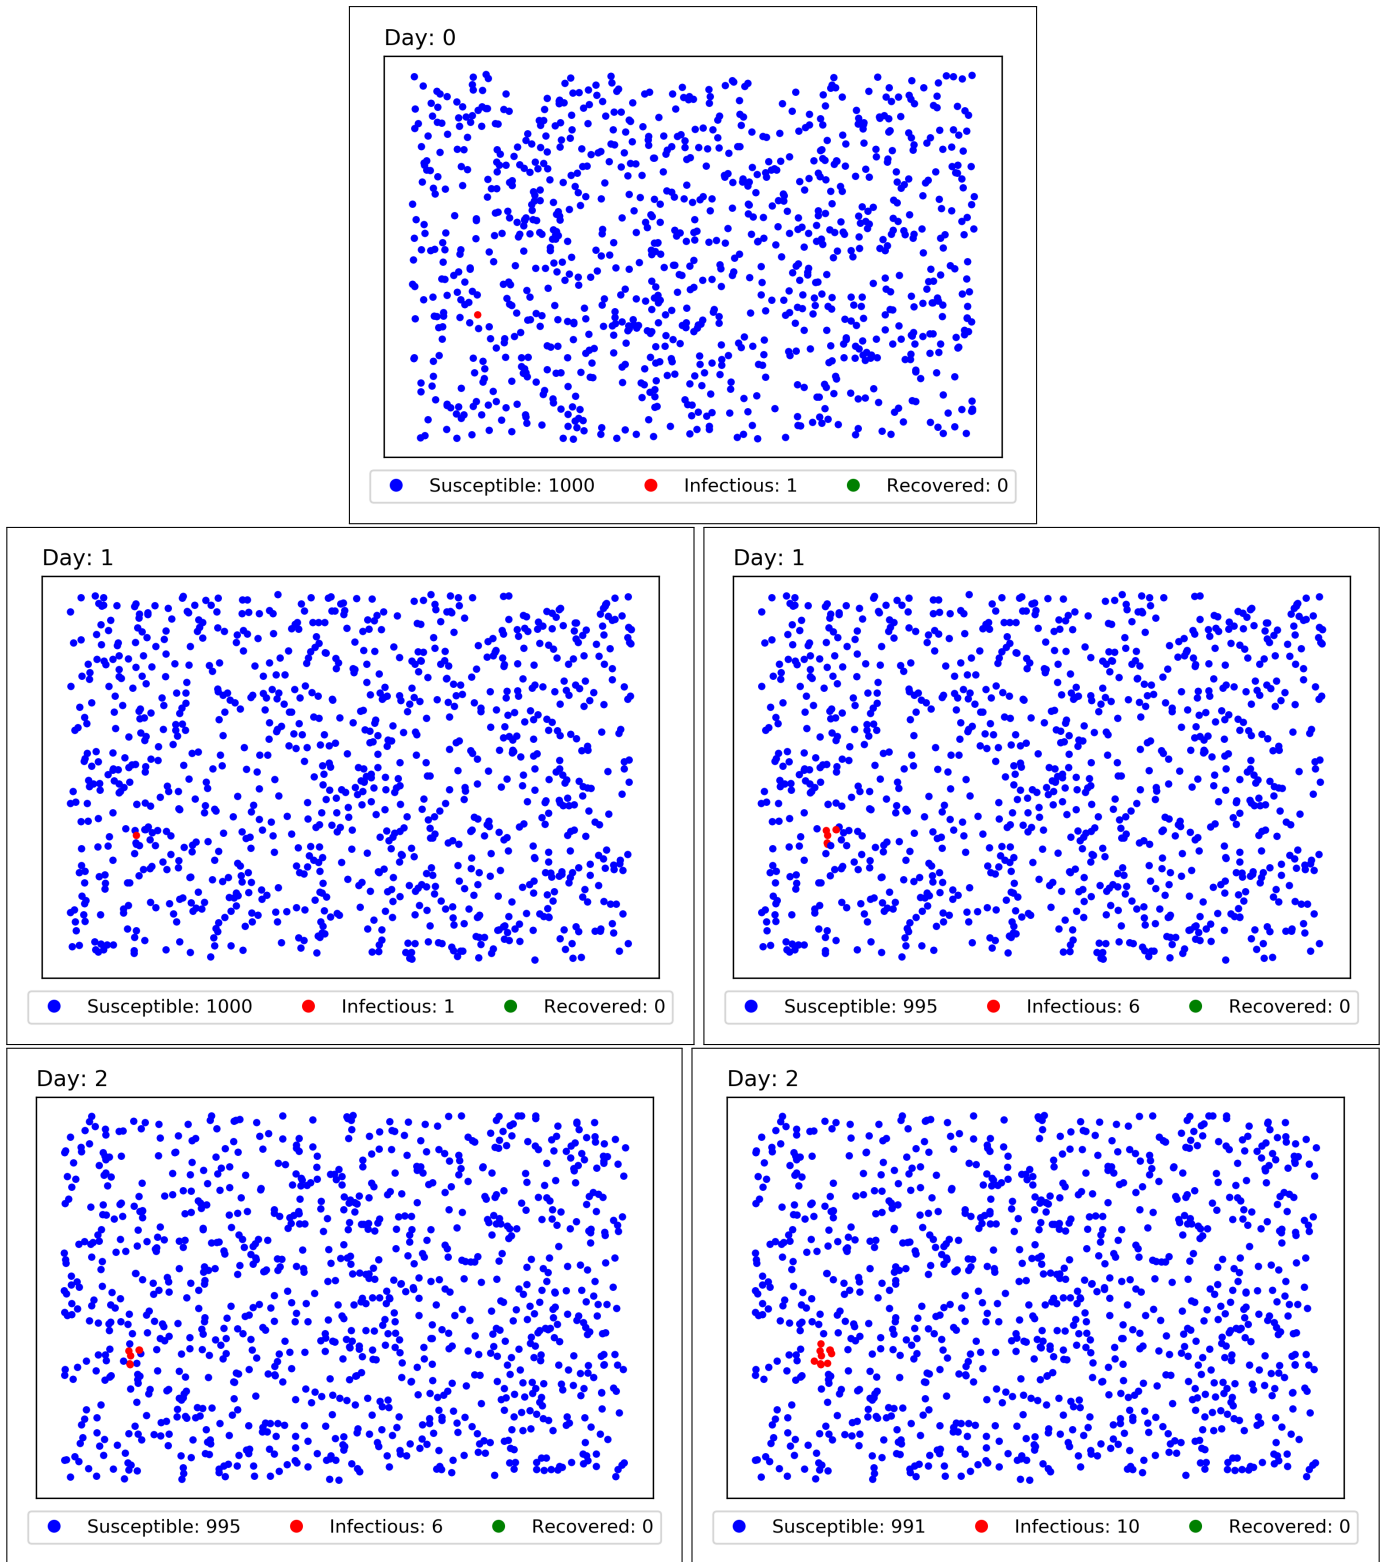 Day: 0
Susceptible: 1000 Infectious: 1 Recovered: 0
Day: 1
Susceptible: 1000 Infectious: 1 Recovered: 0
Day: 1
Susceptible: 995 Infectious: 6 Recovered: 0
Day: 2
Susceptible: 995 Infectious: 6 Recovered: 0
Day: 2
Susceptible: 991 Infectious: 10 Recovered: 0